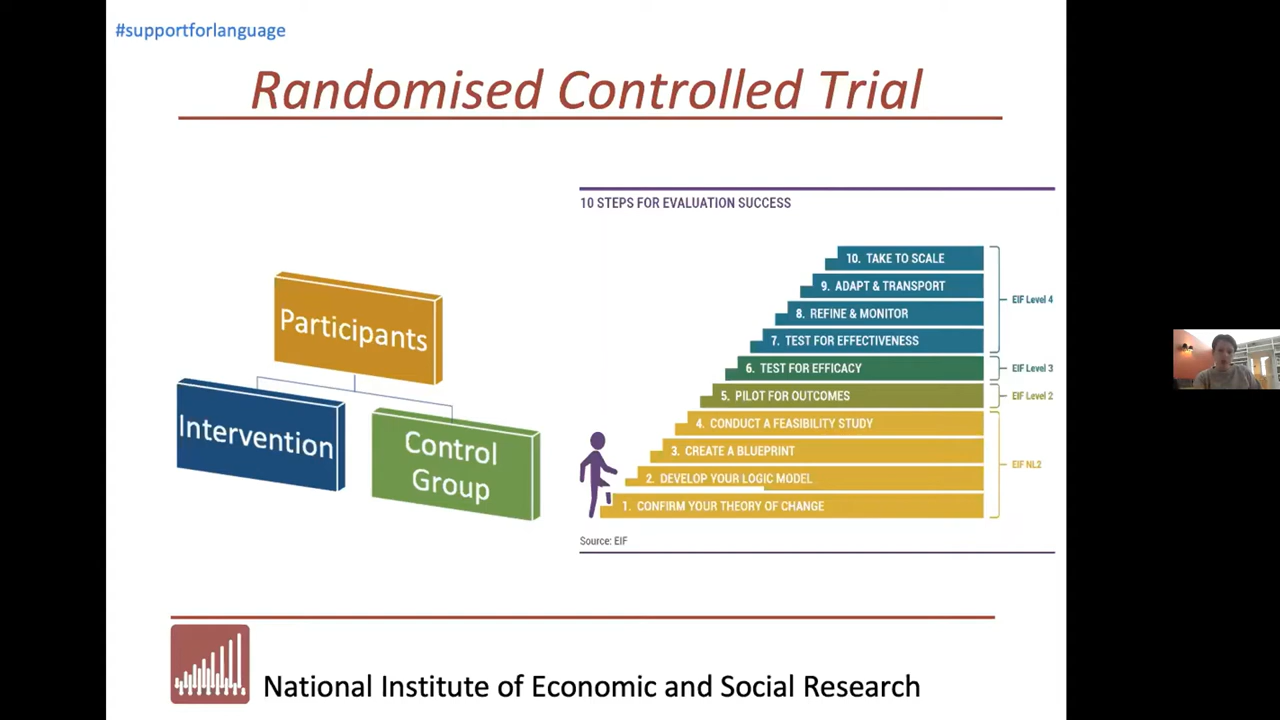 #supportforlanguage
Randomised Controlled Trial
Participants
Intervention
Control
Group
10 STEPS FOR EVALUATION SUCCESS
10. TAKE TO SCALE
9. ADAPT & TRANSPORT
8. REFINE & MONITOR
7. TEST FOR EFFECTIVENESS
EIF Level 4
6. TEST FOR EFFICACY
EIF Level 3
5. PILOT FOR OUTCOMES
EIF Level 2
4. CONDUCT A FEASIBILITY STUDY
3. CREATE A BLUEPRINT
2. DEVELOP YOUR LOGIC MODEL
1. CONFIRM YOUR THEORY OF CHANGE
EIF NL2
Source: EIF
National Institute of Economic and Social Research